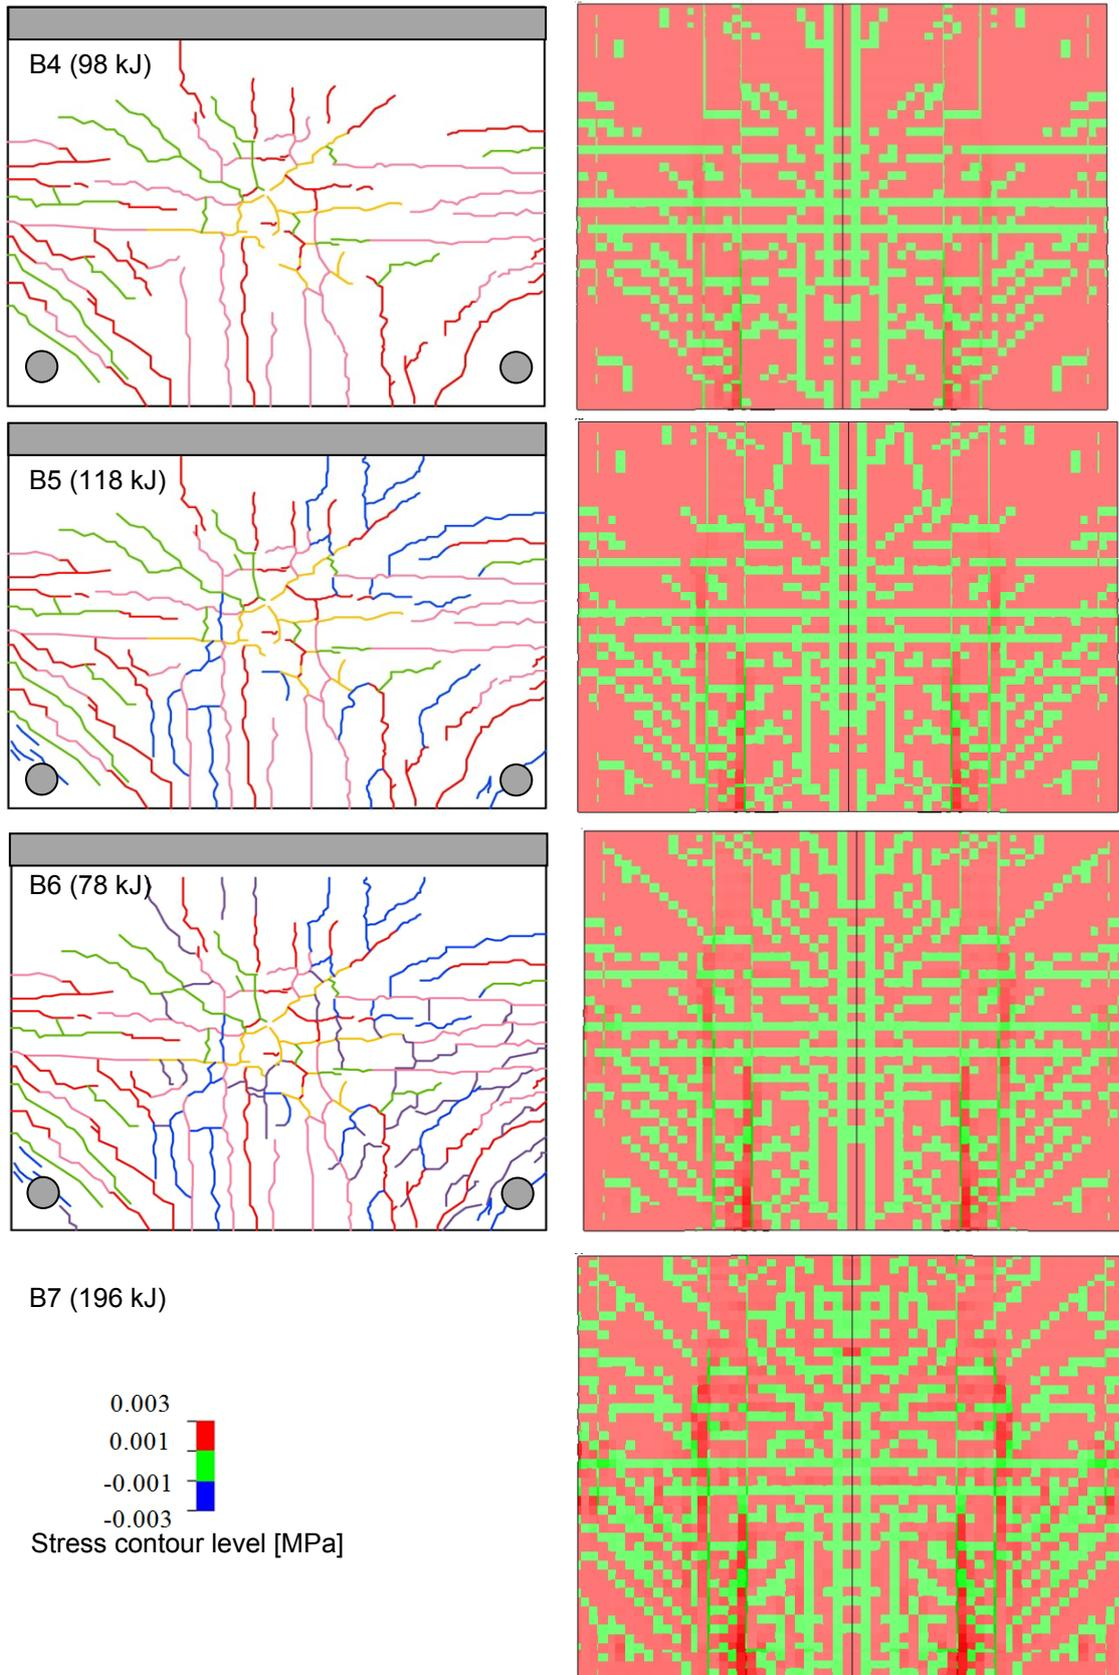 B4 (98 kJ)
B5 (118 kJ)
B6 (78 kJ)
B7 (196 kJ)
0.003
0.001
-0.001
-0.003
Stress contour level [MPa]